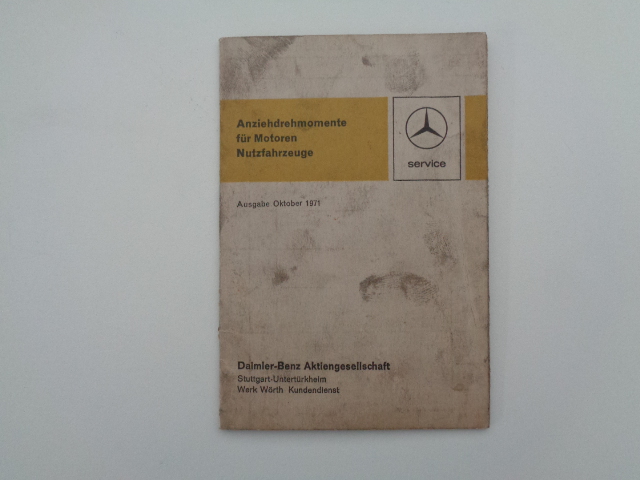 Anziehdrehmomente
für Motoren
Nutzfahrzeuge
service
Ausgabe Oktober 1971
Daimler-Benz Aktiengesellschaft
Stuttgart-Untertürkheim
Werk Wörth Kundendienst